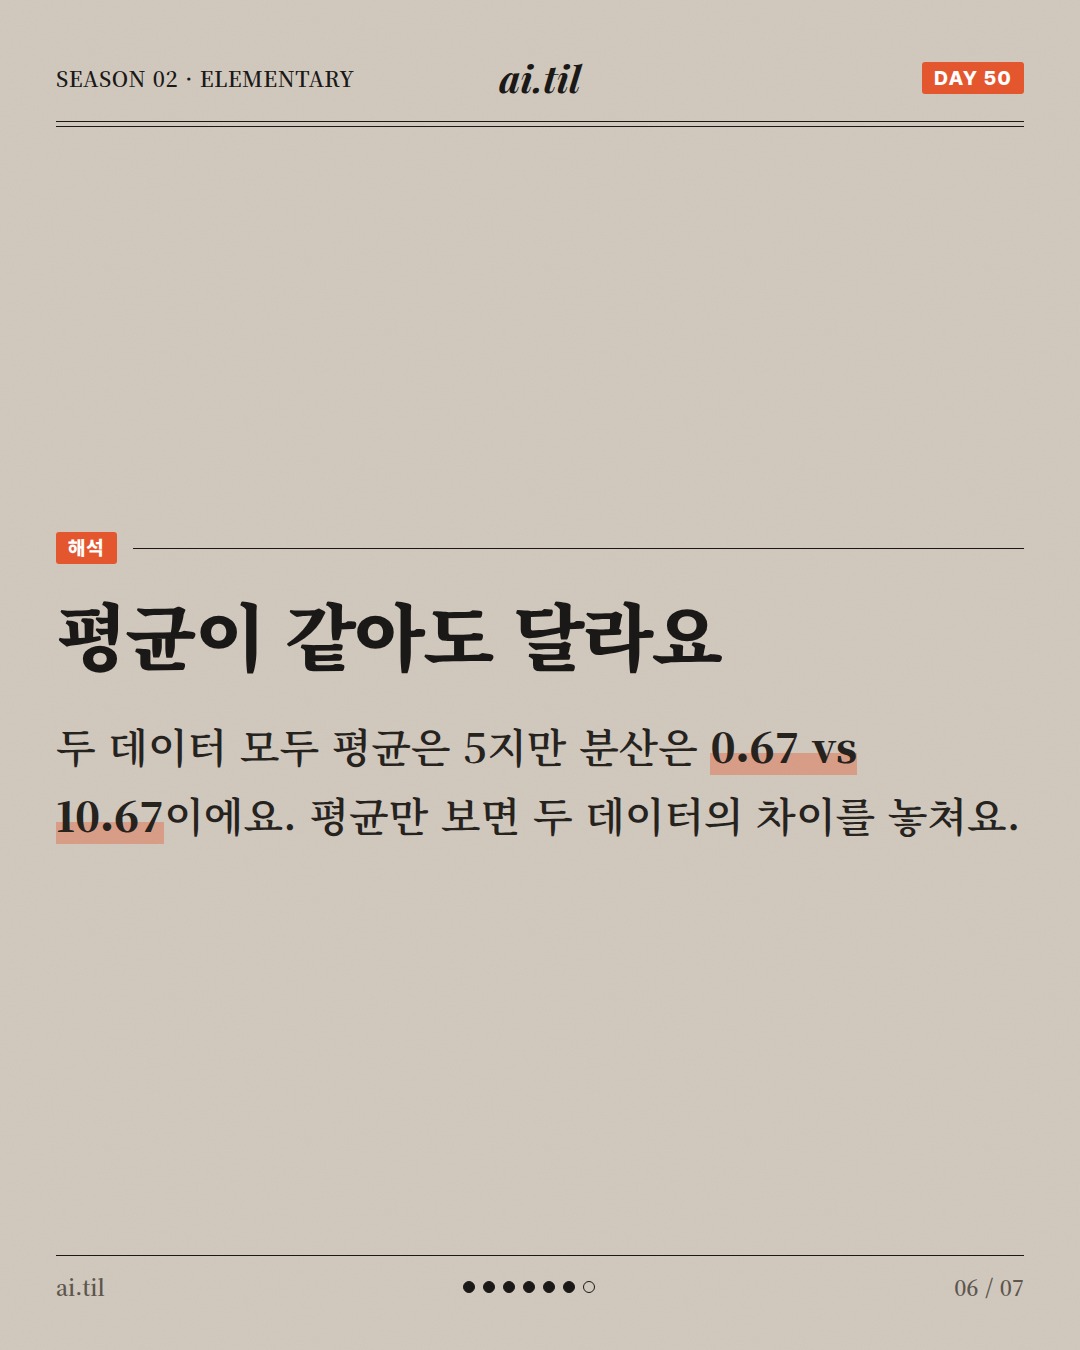 SEASON 02 · ELEMENTARY
ai.til
DAY 50
해석
평균이 같아도 달라요
두 데이터 모두 평균은 5지만 분산은 0.67 vs
10.67이에요. 평균만 보면 두 데이터의 차이를 놓쳐요.
ai.til
06 / 07